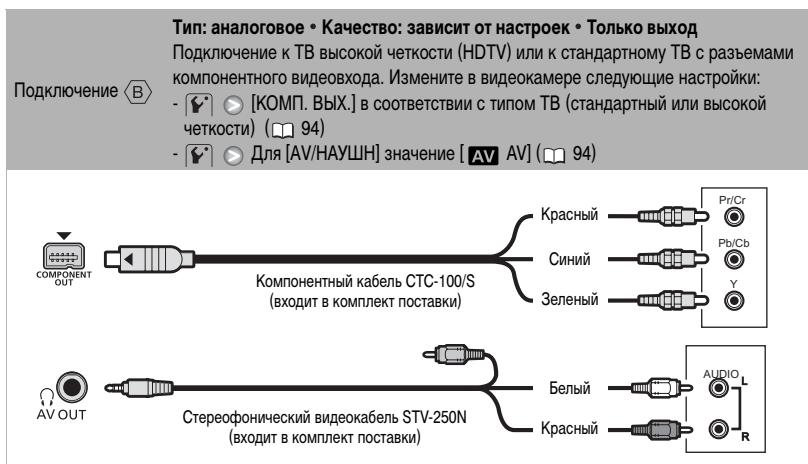 Тип: аналоговое • Качество: зависит от настроек • Только выход
Подключение к ТВ высокой четкости (HDTV) или к стандартному ТВ с разъемами
компонентного видеовхода. Измените в видеокамере следующие настройки:
Подключение B
- [КОМП. ВЫХ.] в соответствии с типом ТВ (стандартный или высокой
четкости) ( 94)
- Для [AV/НАУШН] значение [ AV AV] ( 94)
Pr/Cr
Красный
Pb/Cb
Синий
COMPONENT
OUT
Компонентный кабель CTC-100/S
(входит в комплект поставки)
Y
Зеленый
AUDIO
L
Белый
AV OUT
Стереофонический видеокабель STV-250N
(входит в комплект поставки)
Красный
R